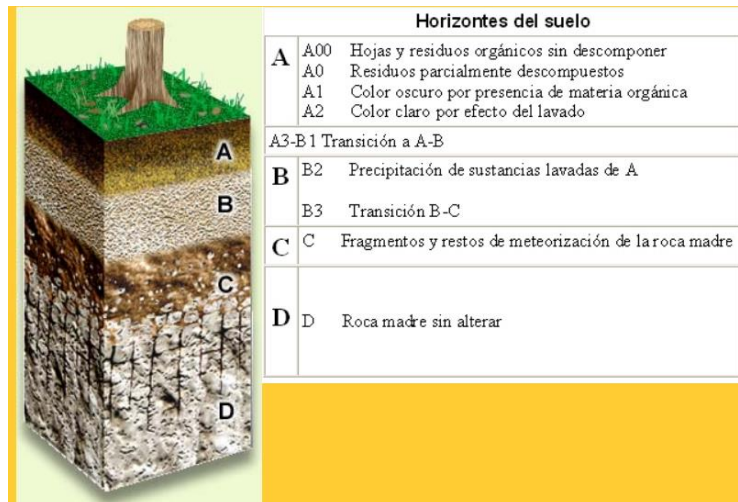 Horizontes del suelo
A
A00 Hojas y residuos orgánicos sin descomponer
A0 Residuos parcialmente descompuestos
A1 Color oscuro por presencia de materia orgánica
A2 Color claro por efecto del lavado
A3-B1 Transición a A-B
B
B2 Precipitación de sustancias lavadas de A
B3 Transición B-C
C
C Fragmentos y restos de meteorización de la roca madre
D
D Roca madre sin alterar
A
B
C
D